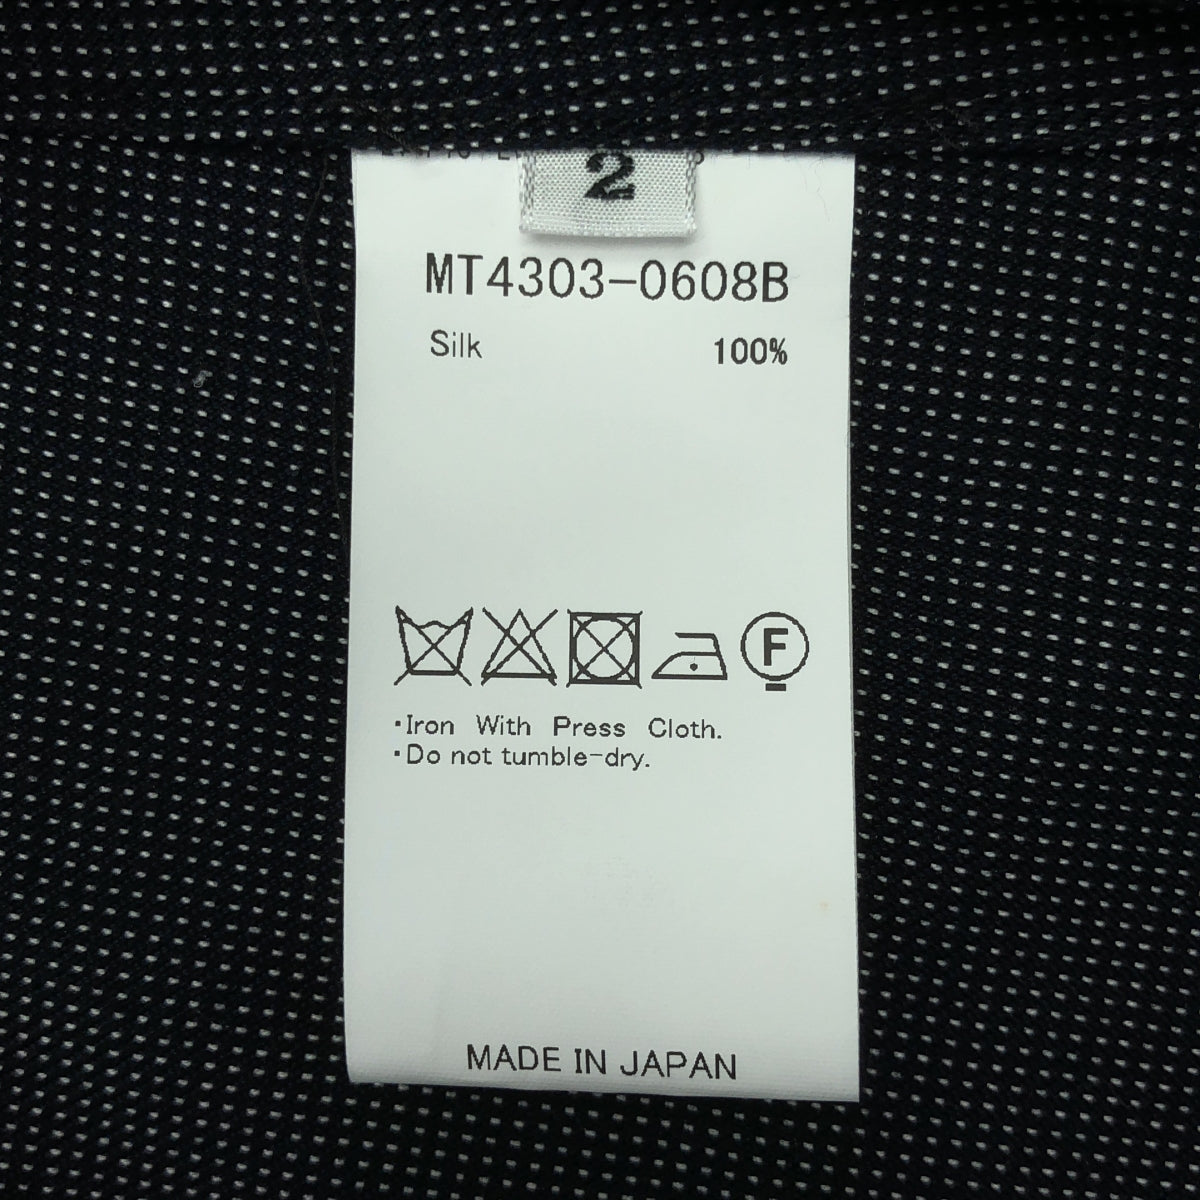 2
MT4303-0608B
Silk 100%
F
·Iron With Press Cloth.
·Do not tumble-dry.
MADE IN JAPAN